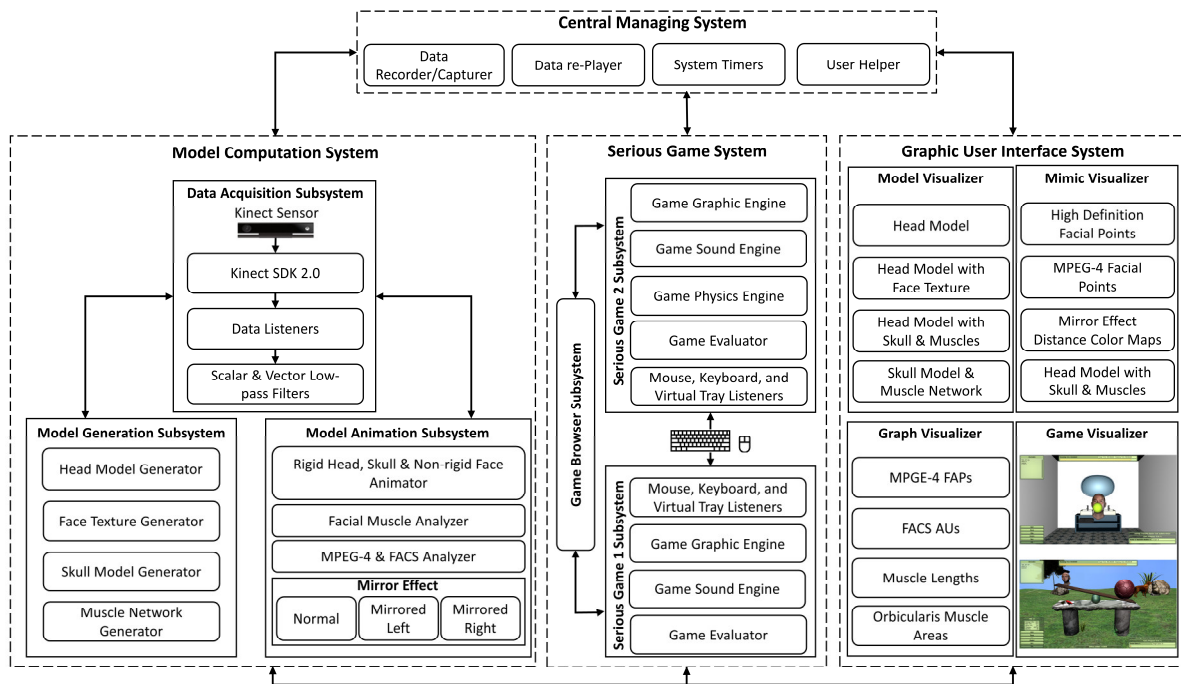 Central Managing System
Data
Recorder/Capturer
Data re-Player
System Timers
User Helper
Model Computation System
Data Acquisition Subsystem
Kinect Sensor
Kinect SDK 2.0
Data Listeners
Scalar & Vector Low-
pass Filters
Model Generation Subsystem
Head Model Generator
Face Texture Generator
Skull Model Generator
Muscle Network
Generator
Model Animation Subsystem
Rigid Head, Skull & Non-rigid Face
Animator
Facial Muscle Analyzer
MPEG-4 & FACS Analyzer
Mirror Effect
Normal
Mirrored
Left
Mirrored
Right
Serious Game System
Game Browser Subsystem
Serious Game 2 Subsystem
Game Graphic Engine
Game Sound Engine
Game Physics Engine
Game Evaluator
Mouse, Keyboard, and
Virtual Tray Listeners
Serious Game 1 Subsystem
Mouse, Keyboard, and
Virtual Tray Listeners
Game Graphic Engine
Game Sound Engine
Game Evaluator
Graphic User Interface System
Model Visualizer
Head Model
Head Model with
Face Texture
Head Model with
Skull & Muscles
Skull Model &
Muscle Network
Mimic Visualizer
High Definition
Facial Points
MPEG-4 Facial
Points
Mirror Effect
Distance Color Maps
Head Model with
Skull & Muscles
Graph Visualizer
MPGE-4 FAPs
FACS AUs
Muscle Lengths
Orbicularis Muscle
Areas
Game Visualizer